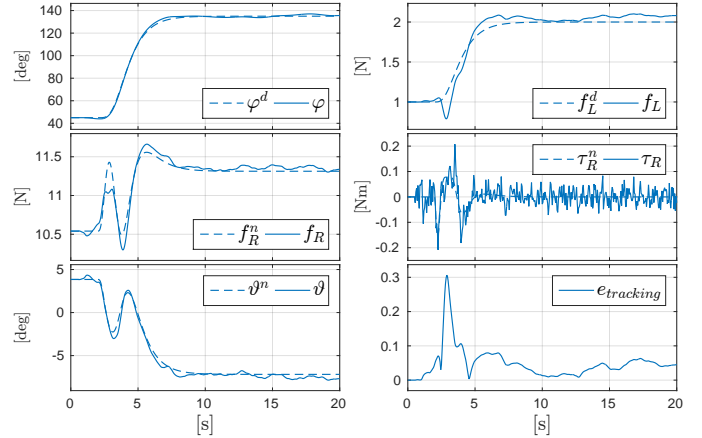 140
120
100
80
60
40
[deg]
φ^d φ
2
1.5
1
[N]
f_L^d f_L
11.5
11
10.5
[N]
f_R^n f_R
0.2
0.1
0
-0.1
-0.2
[Nm]
τ_R^n τ_R
5
0
-5
[deg]
ϑ^n ϑ
0 5 10 15 20
[s]
0.3
0.2
0.1
0
e_{tracking}
0 5 10 15 20
[s]